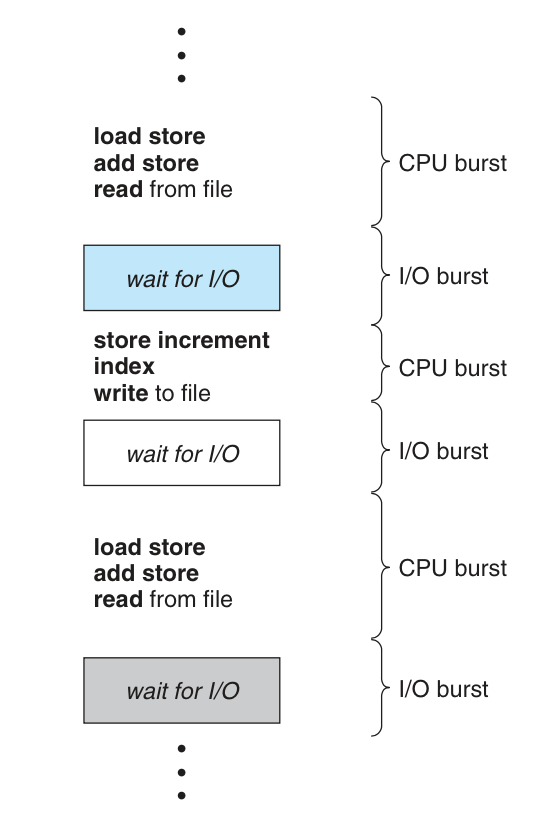 load store
add store
read from file
CPU burst
wait for I/O
I/O burst
store increment
index
write to file
CPU burst
wait for I/O
I/O burst
load store
add store
read from file
CPU burst
wait for I/O
I/O burst